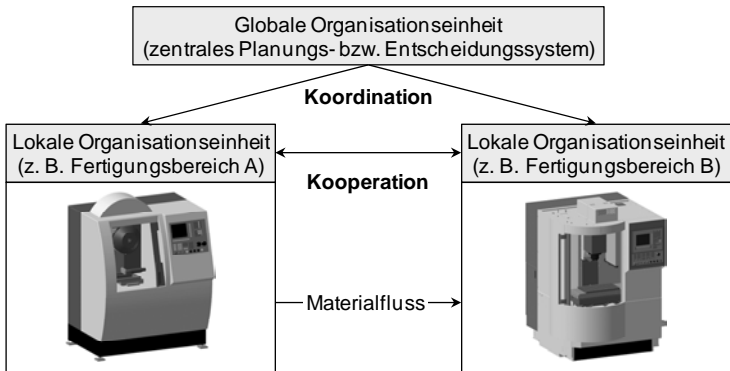 Globale Organisationseinheit
(zentrales Planungs- bzw. Entscheidungssystem)
Koordination
Lokale Organisationseinheit
(z. B. Fertigungsbereich A)
Lokale Organisationseinheit
(z. B. Fertigungsbereich B)
Kooperation
Materialfluss